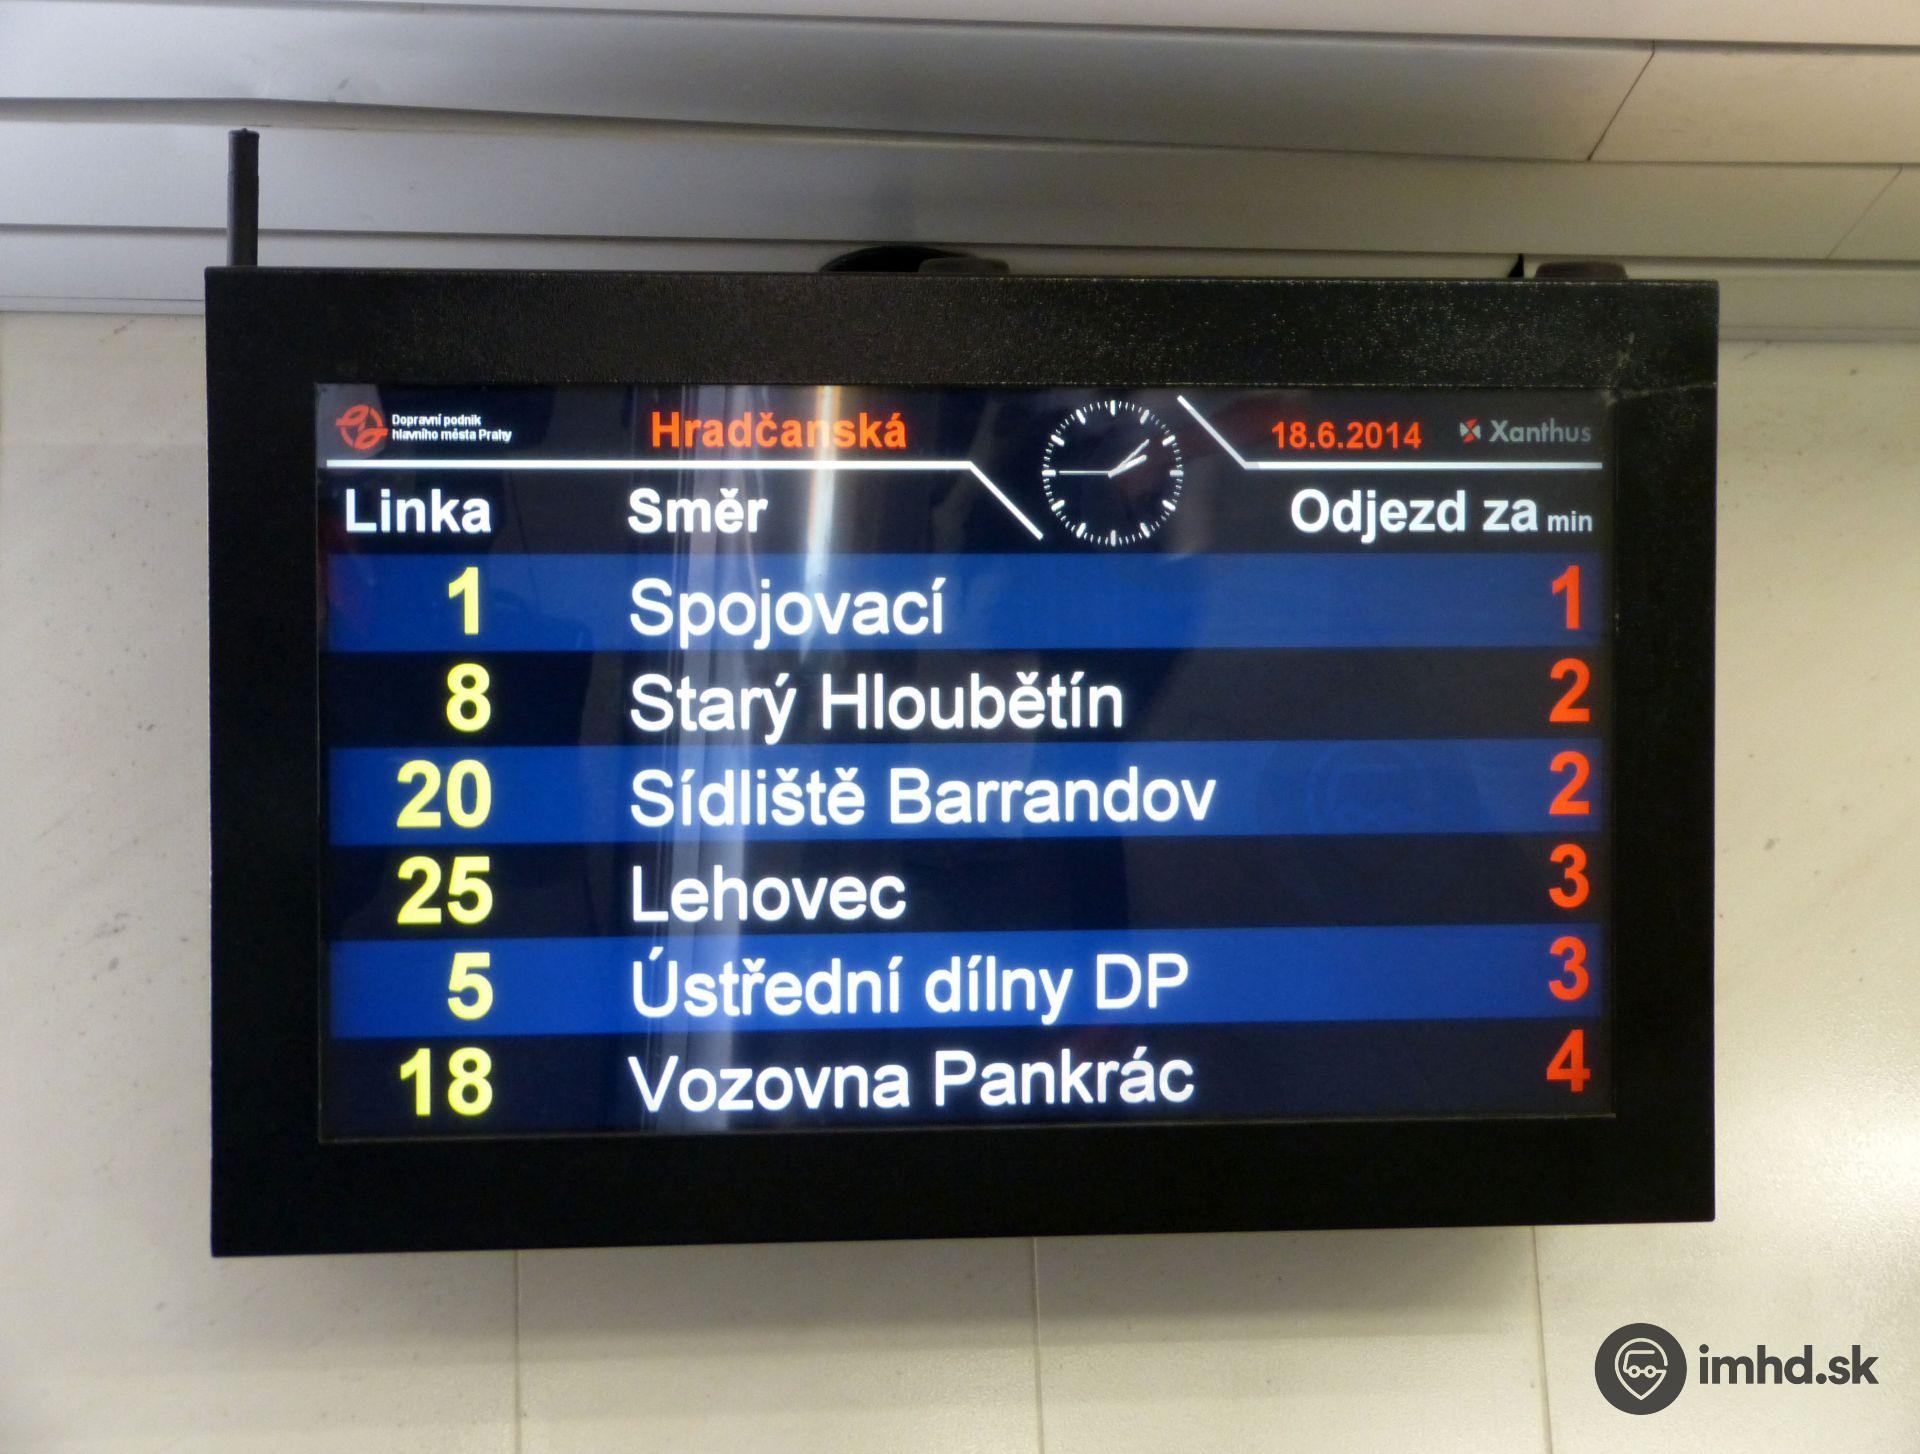 Dopravní podnik
hlavního města Prahy
Hradčanská
18.6.2014
Xanthus
Linka Směr Odjezd za min
1 Spojovací 1
8 Starý Hloubětín 2
20 Sídliště Barrandov 2
25 Lehovec 3
5 Ústřední dílny DP 3
18 Vozovna Pankrác 4
imhd.sk